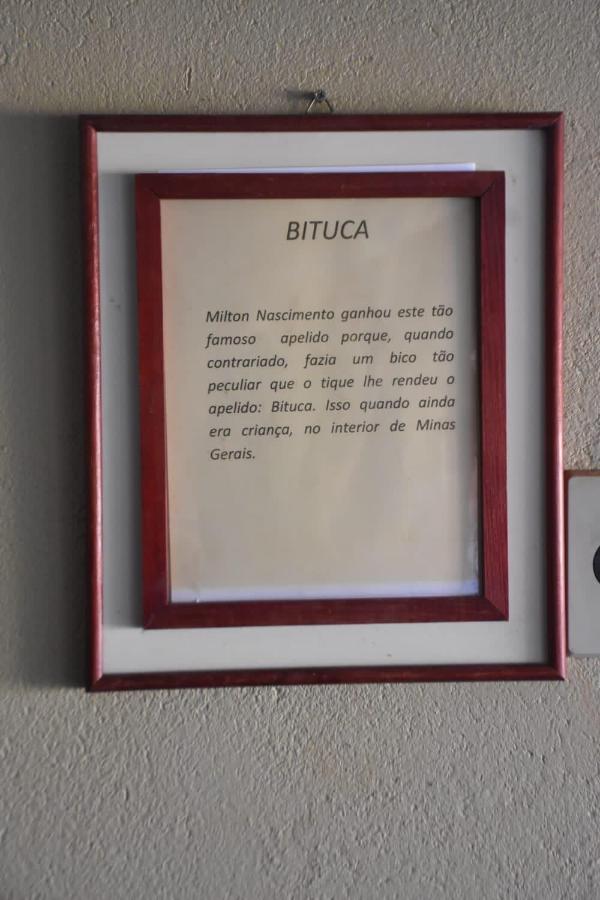 BITUCA
Milton Nascimento ganhou este tão
famoso apelido porque, quando
contrariado, fazia um bico tão
peculiar que o tique lhe rendeu o
apelido: Bituca. Isso quando ainda
era criança, no interior de Minas
Gerais.